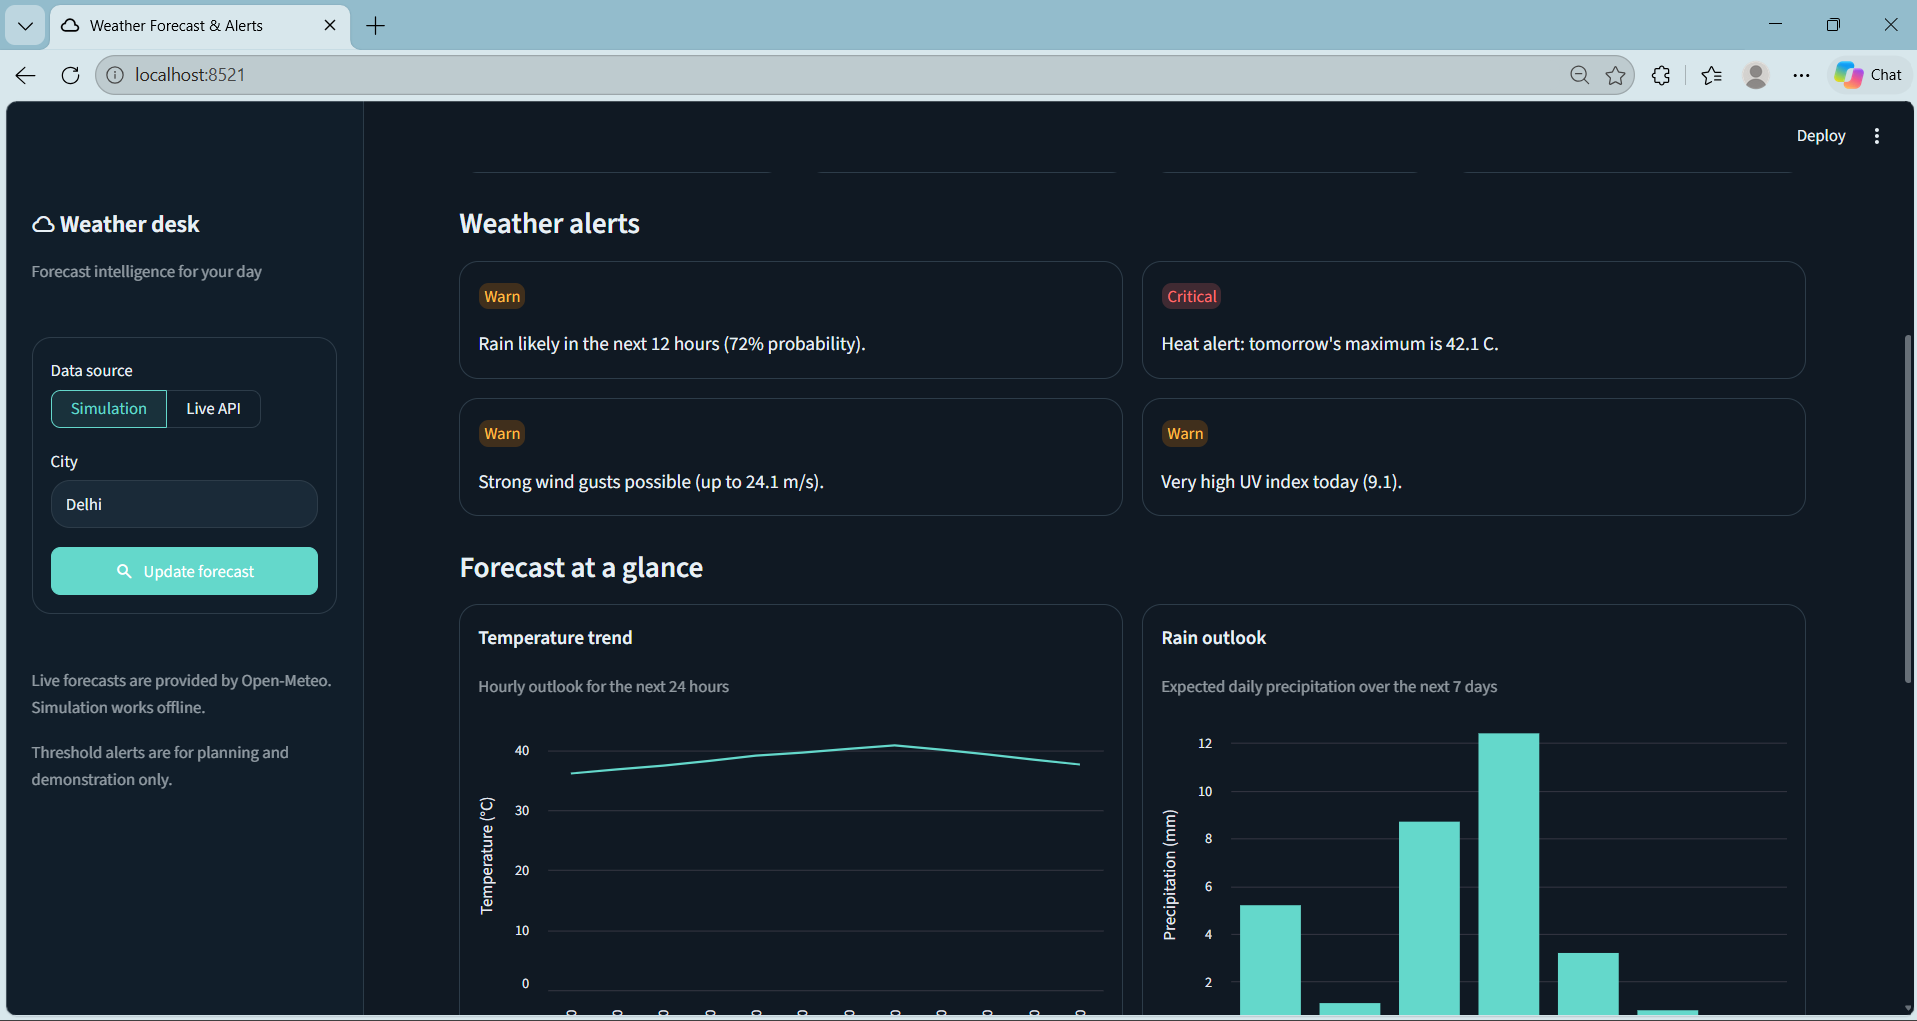 Weather Forecast & Alerts
localhost:8521
Chat
Deploy
Weather desk
Forecast intelligence for your day
Data source
Simulation
Live API
City
Delhi
Update forecast
Live forecasts are provided by Open-Meteo.
Simulation works offline.
Threshold alerts are for planning and
demonstration only.
Weather alerts
Warn
Rain likely in the next 12 hours (72% probability).
Critical
Heat alert: tomorrow's maximum is 42.1 C.
Warn
Strong wind gusts possible (up to 24.1 m/s).
Warn
Very high UV index today (9.1).
Forecast at a glance
Temperature trend
Hourly outlook for the next 24 hours
Temperature (°C)
40
30
20
10
0
Rain outlook
Expected daily precipitation over the next 7 days
Precipitation (mm)
12
10
8
6
4
2